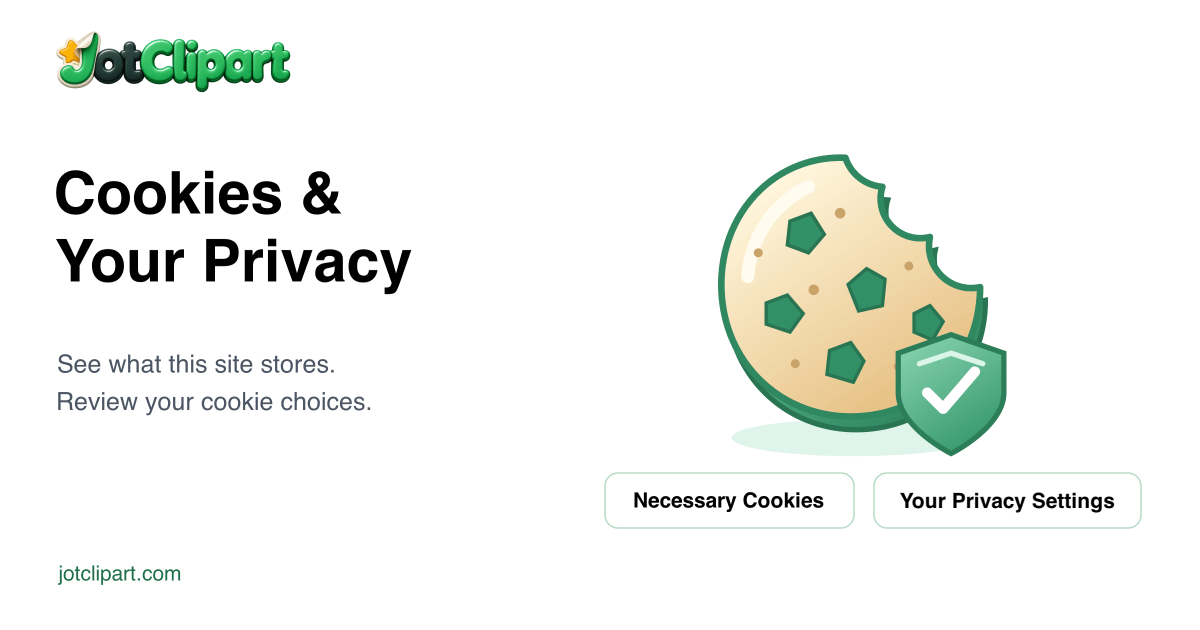 JotClipart
Cookies &
Your Privacy
See what this site stores.
Review your cookie choices.
Necessary Cookies
Your Privacy Settings
jotclipart.com